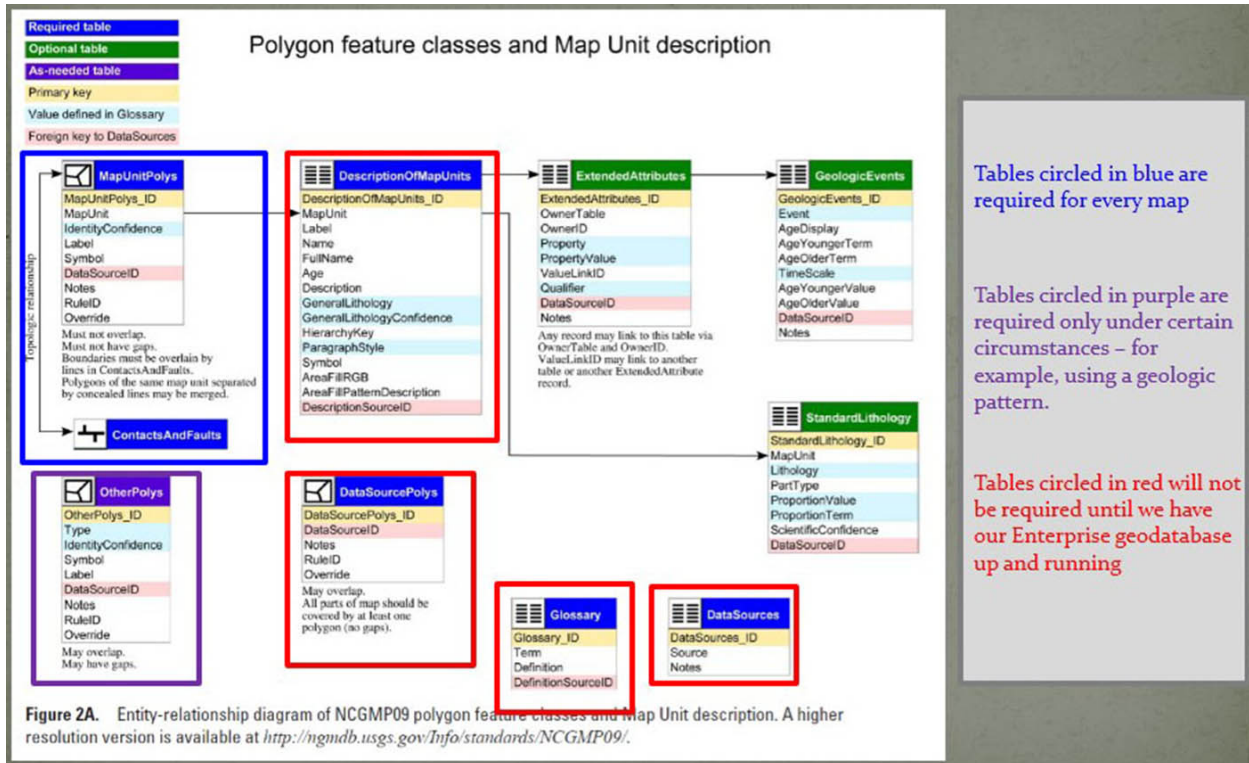 Required table
Optional table
As-needed table
Primary key
Value defined in Glossary
Foreign key to DataSources
Polygon feature classes and Map Unit description
Topologic relationship
MapUnitPolys
MapUnitPolys_ID
MapUnit
IdentityConfidence
Label
Symbol
DataSourceID
Notes
RuleID
Override
Must not overlap.
Must not have gaps.
Boundaries must be overlain by
lines in ContactsAndFaults.
Polygons of the same map unit separated
by concealed lines may be merged.
ContactsAndFaults
DescriptionOfMapUnits
DescriptionOfMapUnits_ID
MapUnit
Label
Name
FullName
Age
Description
GeneralLithology
GeneralLithologyConfidence
HierarchyKey
ParagraphStyle
Symbol
AreaFillRGB
AreaFillPatternDescription
DescriptionSourceID
ExtendedAttributes
ExtendedAttributes_ID
OwnerTable
OwnerID
Property
PropertyValue
ValueLinkID
Qualifier
DataSourceID
Notes
Any record may link to this table via
OwnerTable and OwnerID.
ValueLinkID may link to another
table or another ExtendedAttribute
record.
GeologicEvents
GeologicEvents_ID
Event
AgeDisplay
AgeYoungerTerm
AgeOlderTerm
TimeScale
AgeYoungerValue
AgeOlderValue
DataSourceID
Notes
StandardLithology
StandardLithology_ID
MapUnit
Lithology
PartType
ProportionValue
ProportionTerm
ScientificConfidence
DataSourceID
OtherPolys
OtherPolys_ID
Type
IdentityConfidence
Symbol
Label
DataSourceID
Notes
RuleID
Override
May overlap.
May have gaps.
DataSourcePolys
DataSourcePolys_ID
DataSourceID
Notes
RuleID
Override
May overlap.
All parts of map should be
covered by at least one
polygon (no gaps).
Glossary
Glossary_ID
Term
Definition
DefinitionSourceID
DataSources
DataSources_ID
Source
Notes
Figure 2A. Entity-relationship diagram of NCGMP09 polygon feature classes and Map Unit description. A higher
resolution version is available at http://ngmdb.usgs.gov/Info/standards/NCGMP09/.
Tables circled in blue are
required for every map
Tables circled in purple are
required only under certain
circumstances – for
example, using a geologic
pattern.
Tables circled in red will not
be required until we have
our Enterprise geodatabase
up and running